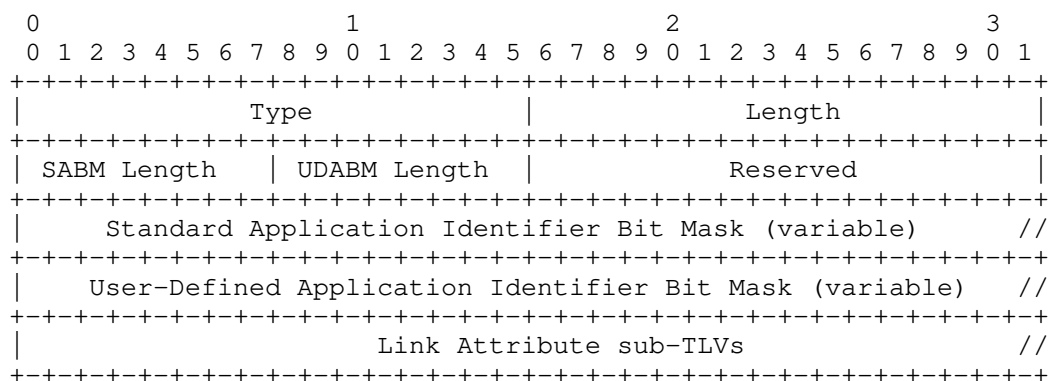 0                   1                   2                   3
 0 1 2 3 4 5 6 7 8 9 0 1 2 3 4 5 6 7 8 9 0 1 2 3 4 5 6 7 8 9 0 1
+-+-+-+-+-+-+-+-+-+-+-+-+-+-+-+-+-+-+-+-+-+-+-+-+-+-+-+-+-+-+-+-+
|              Type             |             Length            |
+-+-+-+-+-+-+-+-+-+-+-+-+-+-+-+-+-+-+-+-+-+-+-+-+-+-+-+-+-+-+-+-+
| SABM Length   | UDABM Length  |            Reserved           |
+-+-+-+-+-+-+-+-+-+-+-+-+-+-+-+-+-+-+-+-+-+-+-+-+-+-+-+-+-+-+-+-+
|     Standard Application Identifier Bit Mask (variable)      //
+-+-+-+-+-+-+-+-+-+-+-+-+-+-+-+-+-+-+-+-+-+-+-+-+-+-+-+-+-+-+-+-+
|    User-Defined Application Identifier Bit Mask (variable)   //
+-+-+-+-+-+-+-+-+-+-+-+-+-+-+-+-+-+-+-+-+-+-+-+-+-+-+-+-+-+-+-+-+
|                      Link Attribute sub-TLVs                 //
+-+-+-+-+-+-+-+-+-+-+-+-+-+-+-+-+-+-+-+-+-+-+-+-+-+-+-+-+-+-+-+-+